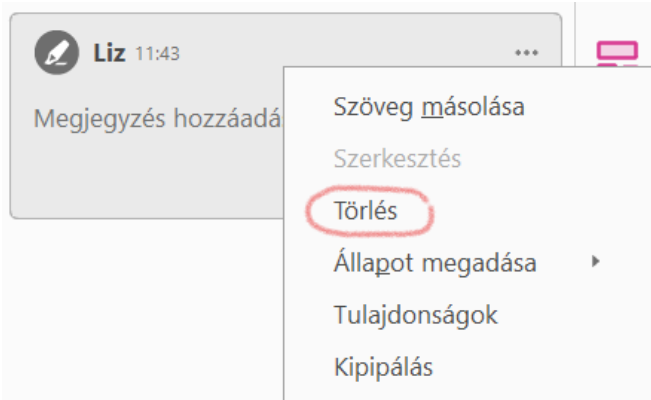 Liz 11:43
Megjegyzés hozzáadá
Szöveg másolása
Szerkesztés
Törlés
Állapot megadása
Tulajdonságok
Kipipálás